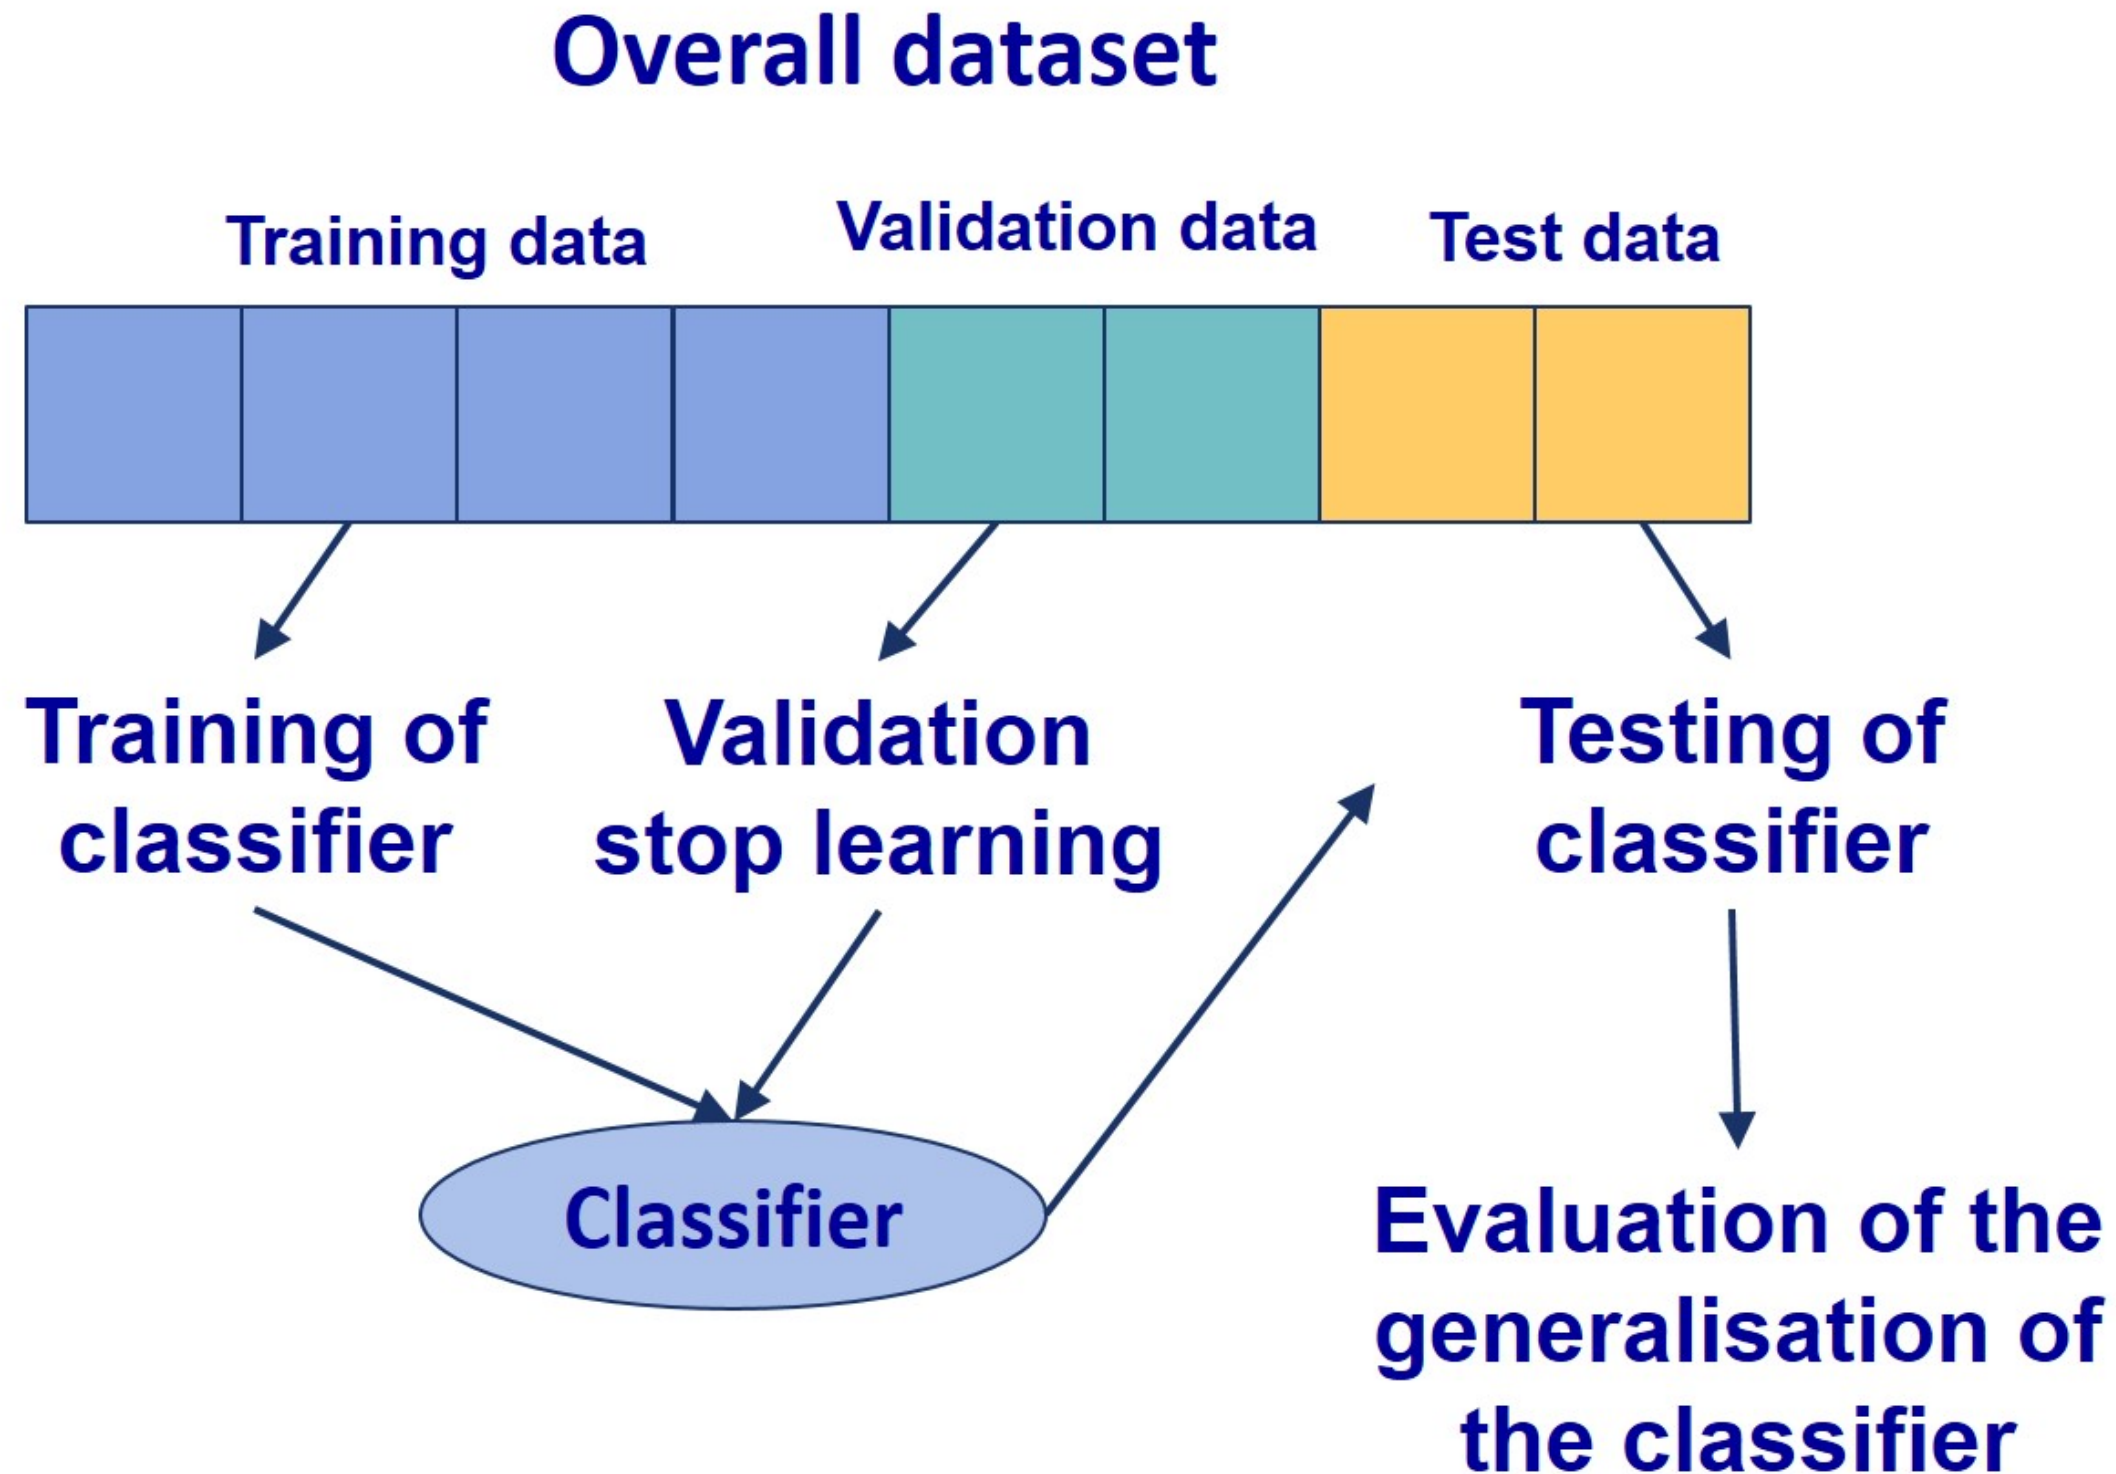 Overall dataset
Training data
Validation data
Test data
Training of
classifier
Validation
stop learning
Testing of
classifier
Classifier
Evaluation of the
generalisation of
the classifier